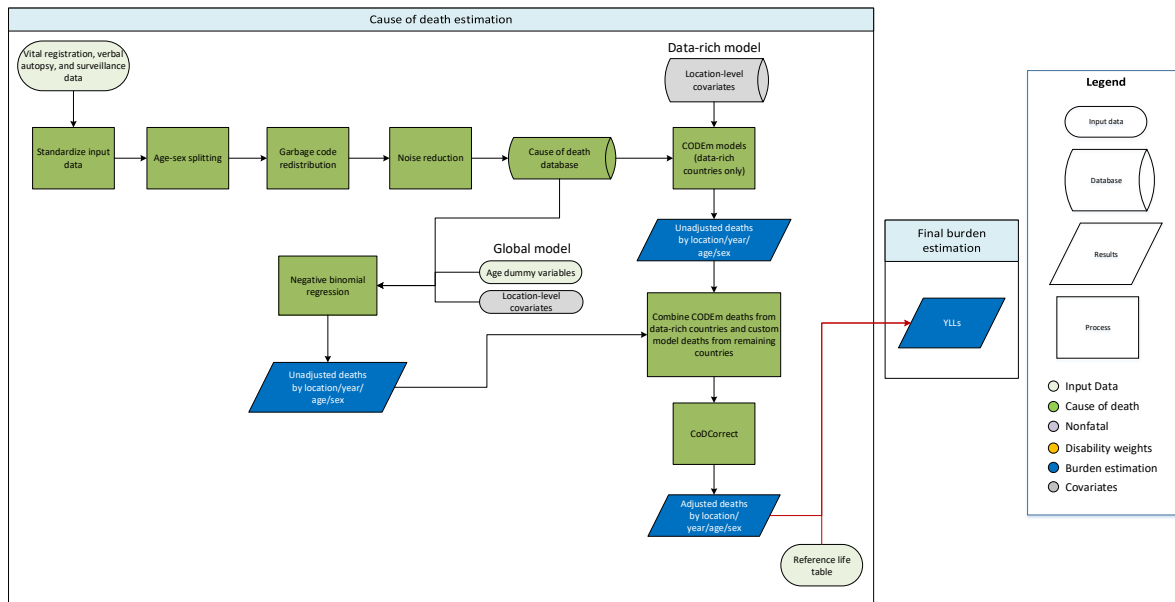 Cause of death estimation
Vital registration, verbal
autopsy, and surveillance
data
Data-rich model
Location-level
covariates
Standardize input
data
Age-sex splitting
Garbage code
redistribution
Noise reduction
Cause of death
database
CODEm models
(data-rich
countries only)
Unadjusted deaths
by location/year/
age/sex
Global model
Age dummy variables
Location-level
covariates
Negative binomial
regression
Combine CODEm deaths from
data-rich countries and custom
model deaths from remaining
countries
Unadjusted deaths
by location/year/
age/sex
CoDCorrect
Adjusted deaths
by location/
year/age/sex
Reference life
table
Final burden
estimation
YLLs
Legend
Input data
Database
Results
Process
Input Data
Cause of death
Nonfatal
Disability weights
Burden estimation
Covariates